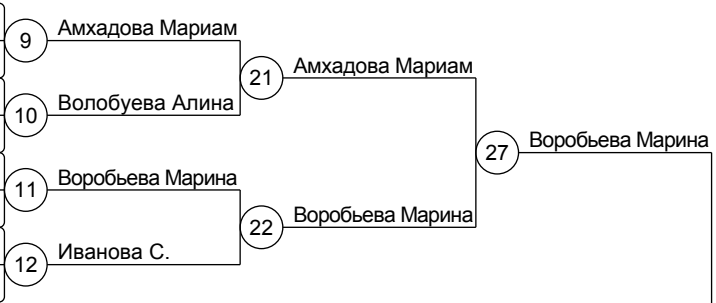 9 Амхадова Мариам
21 Амхадова Мариам
10 Волобуева Алина
27 Воробьева Марина
11 Воробьева Марина
22 Воробьева Марина
12 Иванова С.